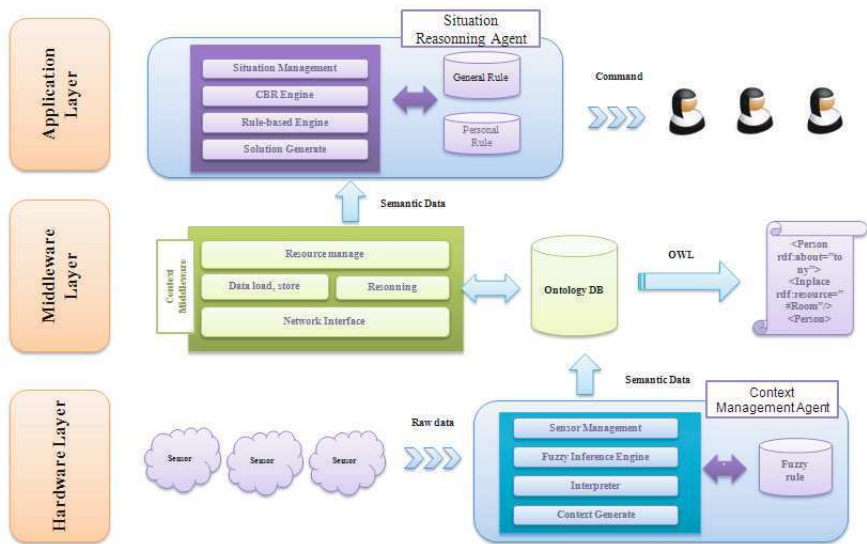 Application
Layer
Situation
Reasonning Agent
Situation Management
CBR Engine
Rule-based Engine
Solution Generate
General Rule
Personal
Rule
Command
Semantic Data
Middleware
Layer
Context
Middleware
Resource manage
Data load, store
Resonning
Network Interface
Ontology DB
OWL
<Person
rdf:about="to
ny">
<Inplace
rdf:resource="
#Room"/>
<Person>
Semantic Data
Hardware Layer
Sensor
Sensor
Sensor
Raw data
Context
Management Agent
Sensor Management
Fuzzy Inference Engine
Interpreter
Context Generate
Fuzzy
rule